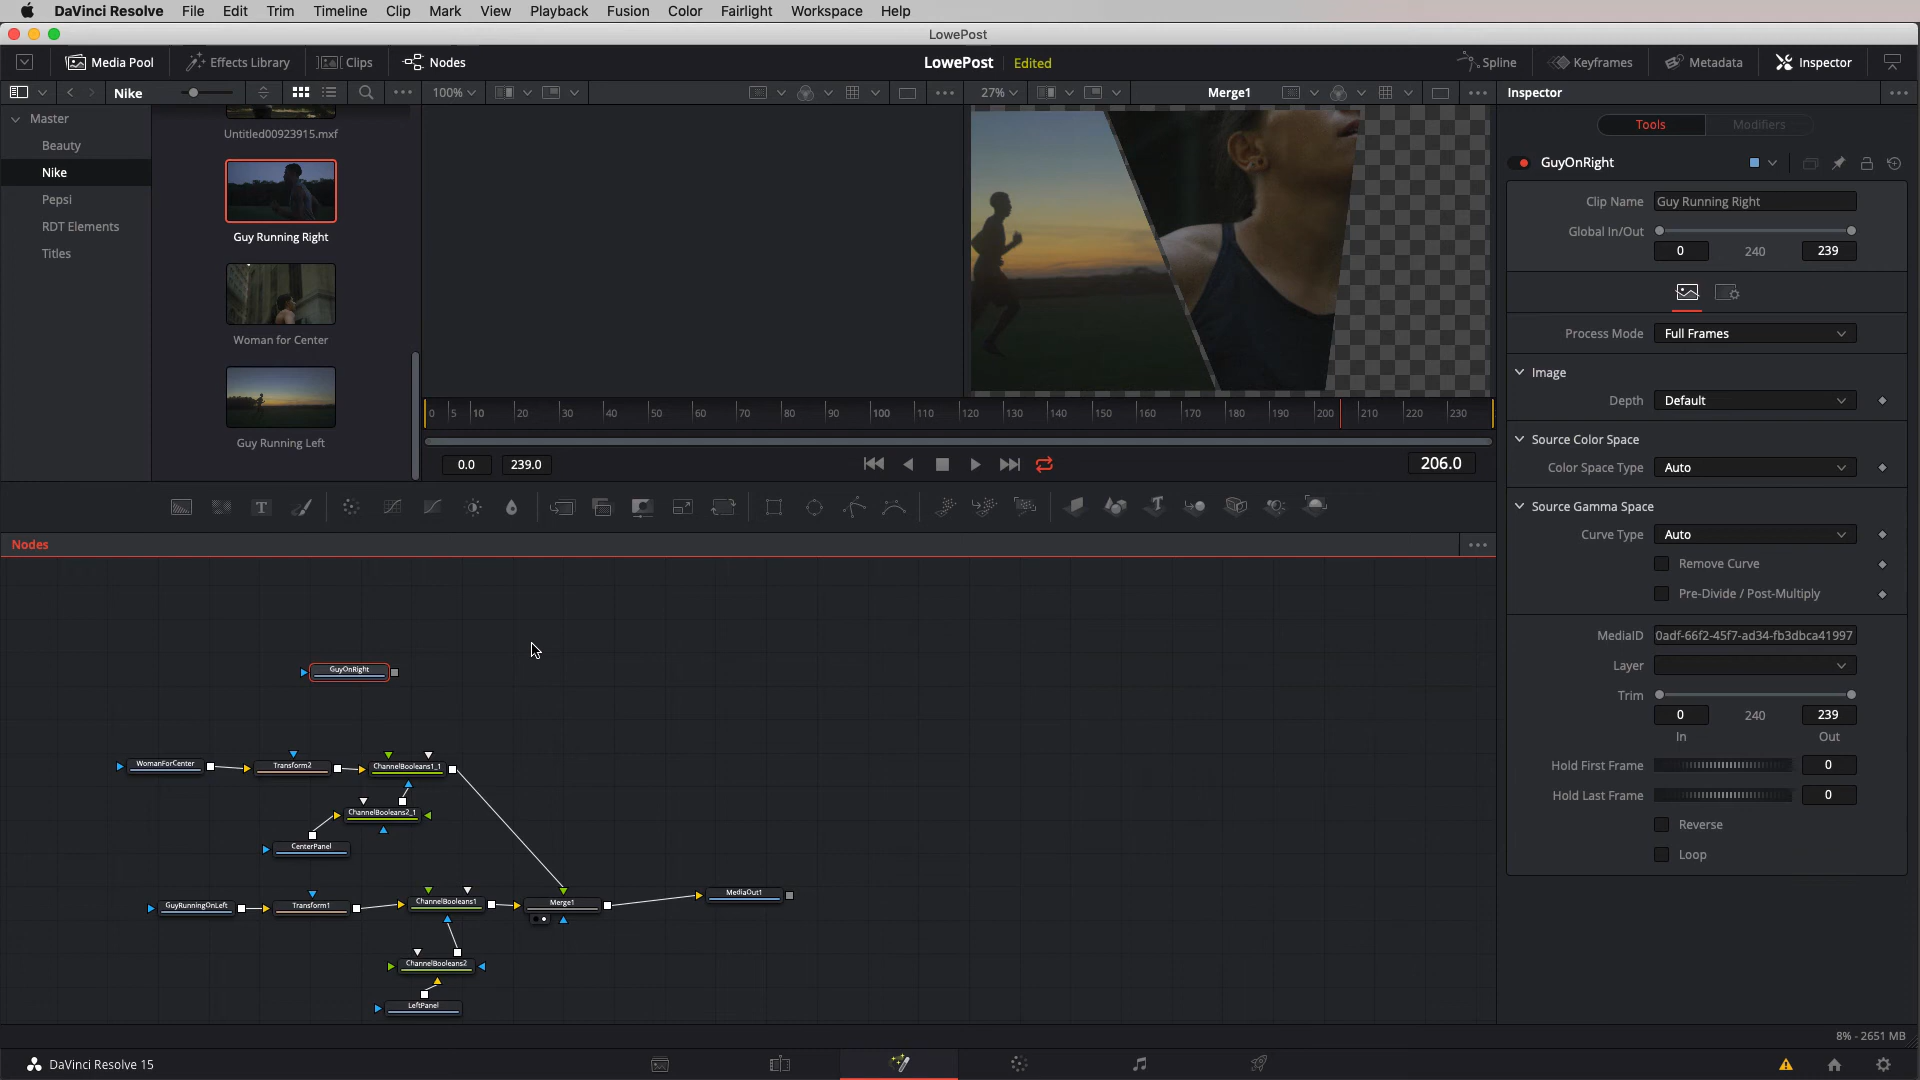 DaVinci Resolve File Edit Trim Timeline Clip Mark View Playback Fusion Color Fairlight Workspace Help
LowePost
Media Pool Effects Library Clips Nodes LowePost Edited Spline Keyframes Metadata Inspector
Nike 100% 27% Merge1 Inspector
Master
Beauty
Nike
Pepsi
RDT Elements
Titles
Untitled00923915.mxf
Guy Running Right
Woman for Center
Guy Running Left
0 5 10 20 30 40 50 60 70 80 90 100 110 120 130 140 150 160 170 180 190 200 210 220 230
0.0 239.0 206.0
Nodes
GuyOnRight
WomanForCenter Transform2 ChannelBooleans1_1
ChannelBooleans2_1
CenterPanel
GuyRunningOnLeft Transform1 ChannelBooleans1 Merge1 MediaOut1
ChannelBooleans2
LeftPanel
Tools Modifiers
GuyOnRight
Clip Name Guy Running Right
Global In/Out
0 240 239
Process Mode Full Frames
Image
Depth Default
Source Color Space
Color Space Type Auto
Source Gamma Space
Curve Type Auto
Remove Curve
Pre-Divide / Post-Multiply
MediaID 0adf-66f2-45f7-ad34-fb3dbca41997
Layer
Trim
0 240 239
In Out
Hold First Frame 0
Hold Last Frame 0
Reverse
Loop
8% - 2651 MB
DaVinci Resolve 15